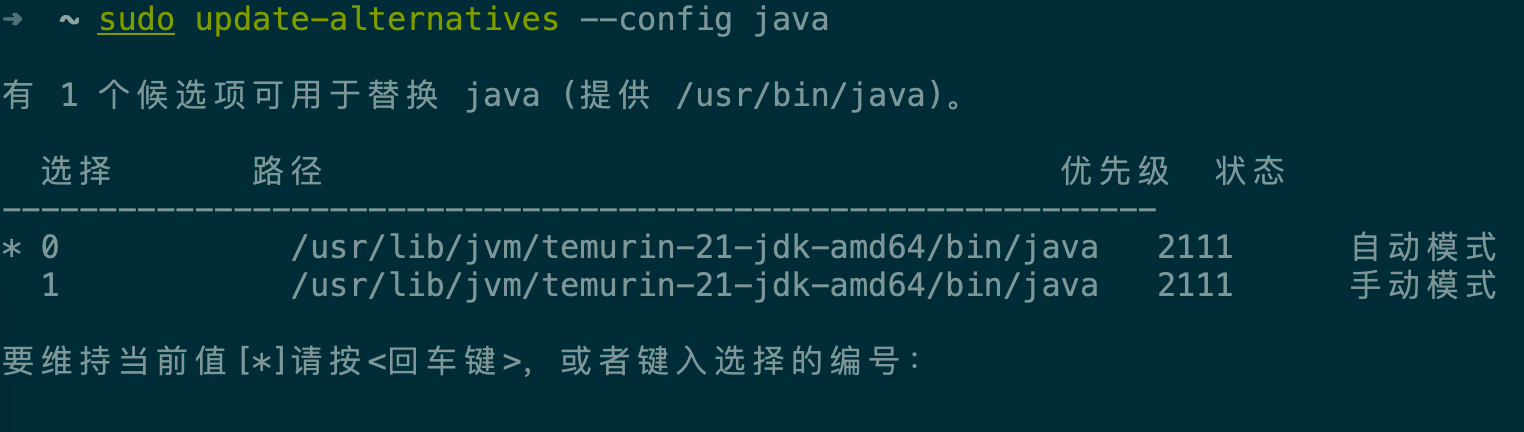 ➜  ~ sudo update-alternatives --config java
有 1 个候选项可用于替换 java (提供 /usr/bin/java)。
选择       路径                                      优先级  状态
------------------------------------------------------------
* 0            /usr/lib/jvm/temurin-21-jdk-amd64/bin/java   2111      自动模式
  1            /usr/lib/jvm/temurin-21-jdk-amd64/bin/java   2111      手动模式
要维持当前值[*]请按<回车键>，或者键入选择的编号：